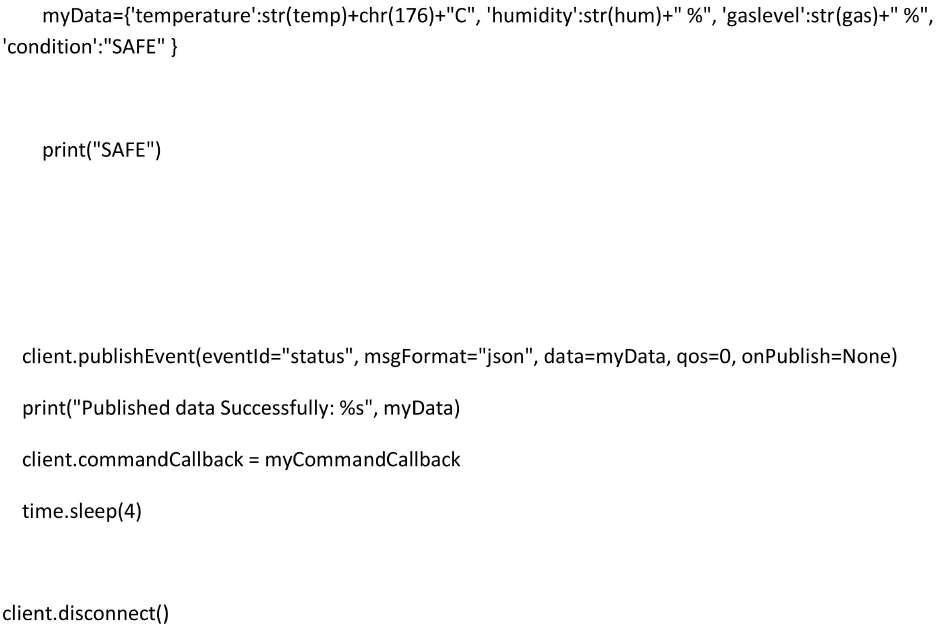 myData={'temperature':str(temp)+chr(176)+"C", 'humidity':str(hum)+" %", 'gaslevel':str(gas)+" %",
'condition':"SAFE" }
print("SAFE")
client.publishEvent(eventId="status", msgFormat="json", data=myData, qos=0, onPublish=None)
print("Published data Successfully: %s", myData)
client.commandCallback = myCommandCallback
time.sleep(4)
client.disconnect()